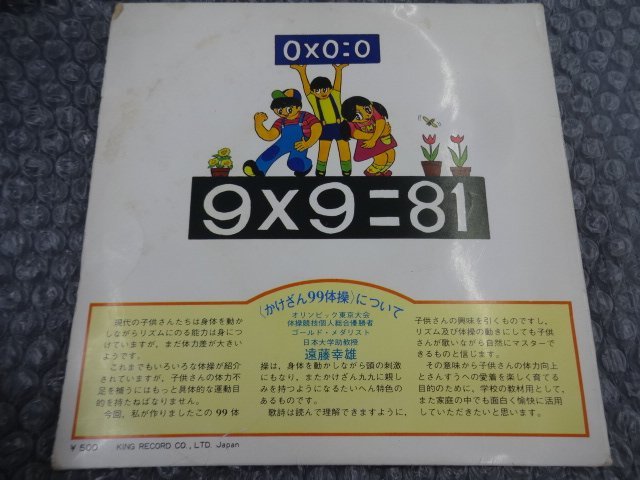 0x0=0
9x9=81
〈かけざん99体操〉について
オリンピック東京大会
体操競技個人総合優勝者
ゴールド・メダリスト
日本大学助教授
遠藤幸雄
現代の子供さんたちは身体を動か
しながらリズムにのる能力は身につ
けていますが、まだ体力差が大きい
ようです。
これまでもいろいろな体操が紹介
されていますが、子供さんの体力不
足を補うにはもっと具体的な運動目
的を持たねばなりません。
今回、私が作りましたこの99体
操は、身体を動かしながら頭の刺激
にもなり、またかけざん九九に親し
みを持つようになるたいへん特色の
あるものです。
歌詩は読んで理解できますように、
子供さんの興味を引くものですし、
リズム及び体操の動きにしても子供
さんが歌いながら自然にマスターで
きるものと信じます。
その意味から子供さんの体力向上
とさんすうへの愛着を楽しく育てる
目的のために、学校の教材用として、
また家庭の中でも面白く愉快に活用
していただきたいと思います。
¥500 KING RECORD CO., LTD. Japan